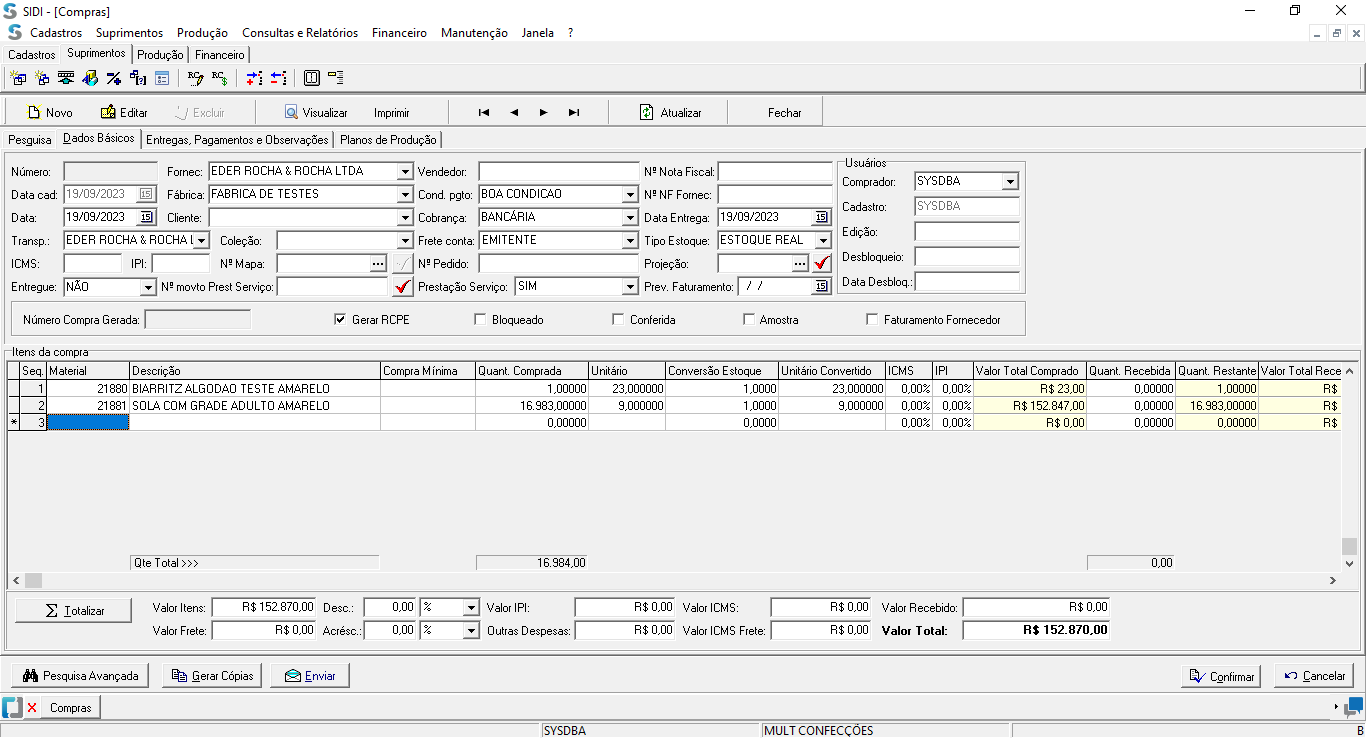 SIDI - [Compras]
Cadastros Suprimentos Produção Consultas e Relatórios Financeiro Manutenção Janela ?
Cadastros Suprimentos Produção Financeiro
Novo Editar Excluir Visualizar Imprimir Atualizar Fechar
Pesquisa Dados Básicos Entregas, Pagamentos e Observações Planos de Produção
Número: Fornec: EDER ROCHA & ROCHA LTDA Vendedor: Nº Nota Fiscal:
Data cad: 19/09/2023 15 Fábrica: FABRICA DE TESTES Cond. pgto: BOA CONDICAO Nº NF Fornec:
Data: 19/09/2023 15 Cliente: Cobrança: BANCÁRIA Data Entrega: 19/09/2023 15
Transp.: EDER ROCHA & ROCHA L Coleção: Frete conta: EMITENTE Tipo Estoque: ESTOQUE REAL
ICMS: IPI: Nº Mapa: ... Nº Pedido: Projeção: ...
Entregue: NÃO Nº movto Prest Serviço: Prestação Serviço: SIM Prev. Faturamento: / / 15
Usuários
Comprador: SYSDBA
Cadastro: SYSDBA
Edição:
Desbloqueio:
Data Desbloq.:
Número Compra Gerada: Gerar RCPE Bloqueado Conferida Amostra Faturamento Fornecedor
Itens da compra
Seq. Material Descrição Compra Mínima Quant. Comprada Unitário Conversão Estoque Unitário Convertido ICMS IPI Valor Total Comprado Quant. Recebida Quant. Restante Valor Total Rece
1 21880 BIARRITZ ALGODAO TESTE AMARELO 1,00000 23,000000 1,0000 23,000000 0,00% 0,00% R$ 23,00 0,00000 1,00000 R$
2 21881 SOLA COM GRADE ADULTO AMARELO 16.983,00000 9,000000 1,0000 9,000000 0,00% 0,00% R$ 152.847,00 0,00000 16.983,00000 R$
* 3 0,00000 0,0000 0,00% 0,00% R$ 0,00 0,00000 0,00000 R$
Qte Total >>> 16.984,00 0,00
Σ Totalizar Valor Itens: R$ 152.870,00 Desc.: 0,00 % Valor IPI: R$ 0,00 Valor ICMS: R$ 0,00 Valor Recebido: R$ 0,00
Valor Frete: R$ 0,00 Acrésc.: 0,00 % Outras Despesas: R$ 0,00 Valor ICMS Frete: R$ 0,00 Valor Total: R$ 152.870,00
Pesquisa Avançada Gerar Cópias Enviar Confirmar Cancelar
Compras
SYSDBA MULT CONFECÇÕES B